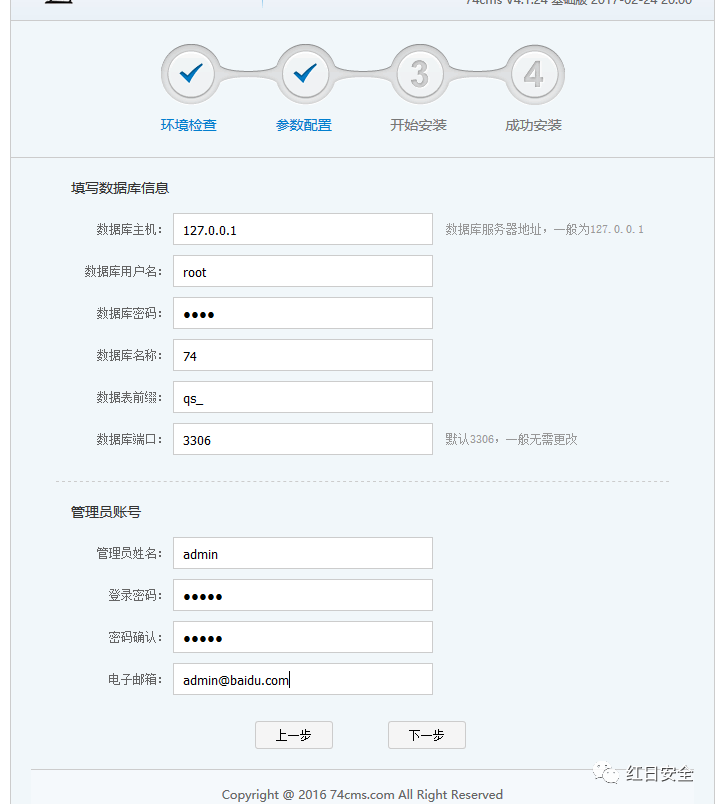 74cms V4.1.24 基础版 2017-02-24 20:00
3 4
环境检查 参数配置 开始安装 成功安装
填写数据库信息
数据库主机： 127.0.0.1 数据库服务器地址，一般为127.0.0.1
数据库用户名： root
数据库密码： ●●●●
数据库名称： 74
数据表前缀： qs_
数据库端口： 3306 默认3306，一般无需更改
管理员账号
管理员姓名： admin
登录密码： ●●●●●
密码确认： ●●●●●
电子邮箱： admin@baidu.com
上一步 下一步
红日安全
Copyright @ 2016 74cms.com All Right Reserved